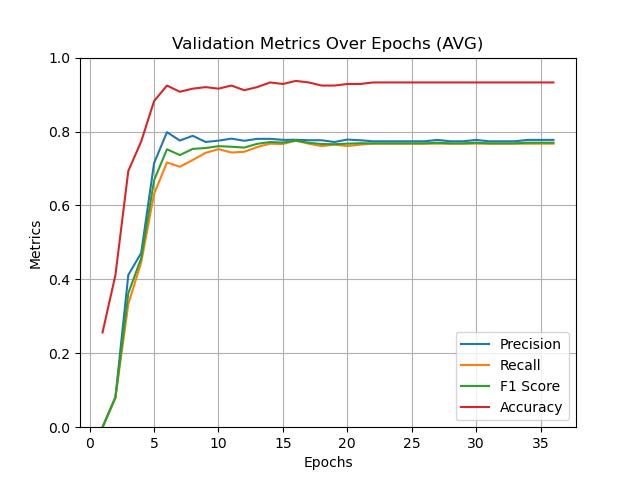 Validation Metrics Over Epochs (AVG)
1.0
0.8
0.6
0.4
0.2
0.0
Metrics
0 5 10 15 20 25 30 35
Epochs
Precision
Recall
F1 Score
Accuracy